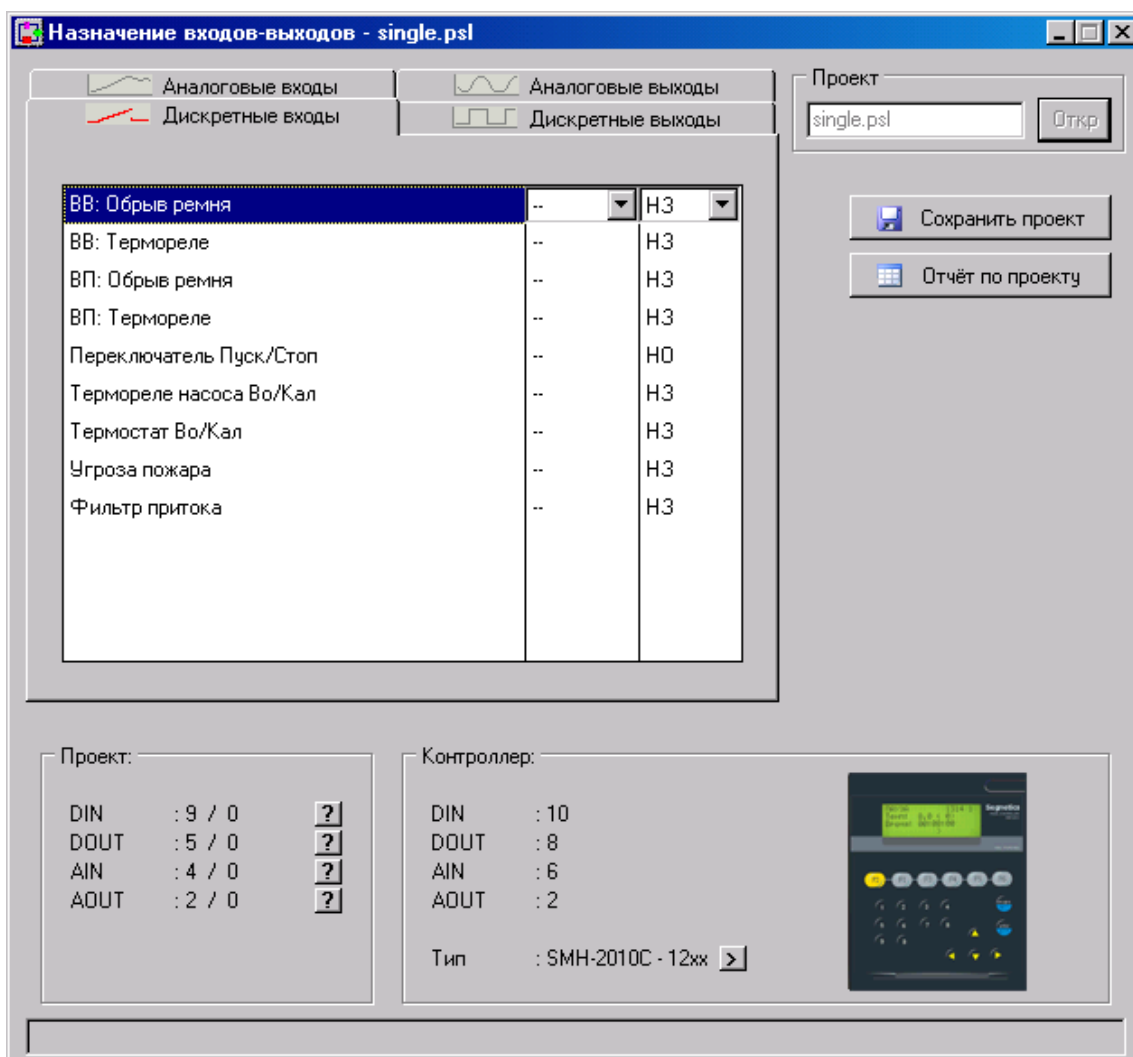 Назначение входов-выходов - single.psl
Аналоговые входы
Аналоговые выходы
Дискретные входы
Дискретные выходы
Проект
single.psl
Откр
Сохранить проект
Отчёт по проекту
ВВ: Обрыв ремня -- НЗ
ВВ: Термореле -- НЗ
ВП: Обрыв ремня -- НЗ
ВП: Термореле -- НЗ
Переключатель Пуск/Стоп -- НО
Термореле насоса Во/Кал -- НЗ
Термостат Во/Кал -- НЗ
Угроза пожара -- НЗ
Фильтр притока -- НЗ
Проект:
DIN : 9 / 0 ?
DOUT : 5 / 0 ?
AIN : 4 / 0 ?
AOUT : 2 / 0 ?
Контроллер:
DIN : 10
DOUT : 8
AIN : 6
AOUT : 2
Тип : SMH-2010C - 12xx >
Segnetics